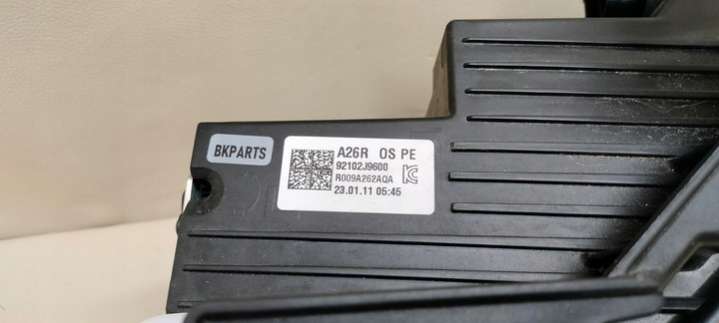 BKPARTS
A26R OS PE
92102J9600
R009A262AQA
23.01.11 05:45